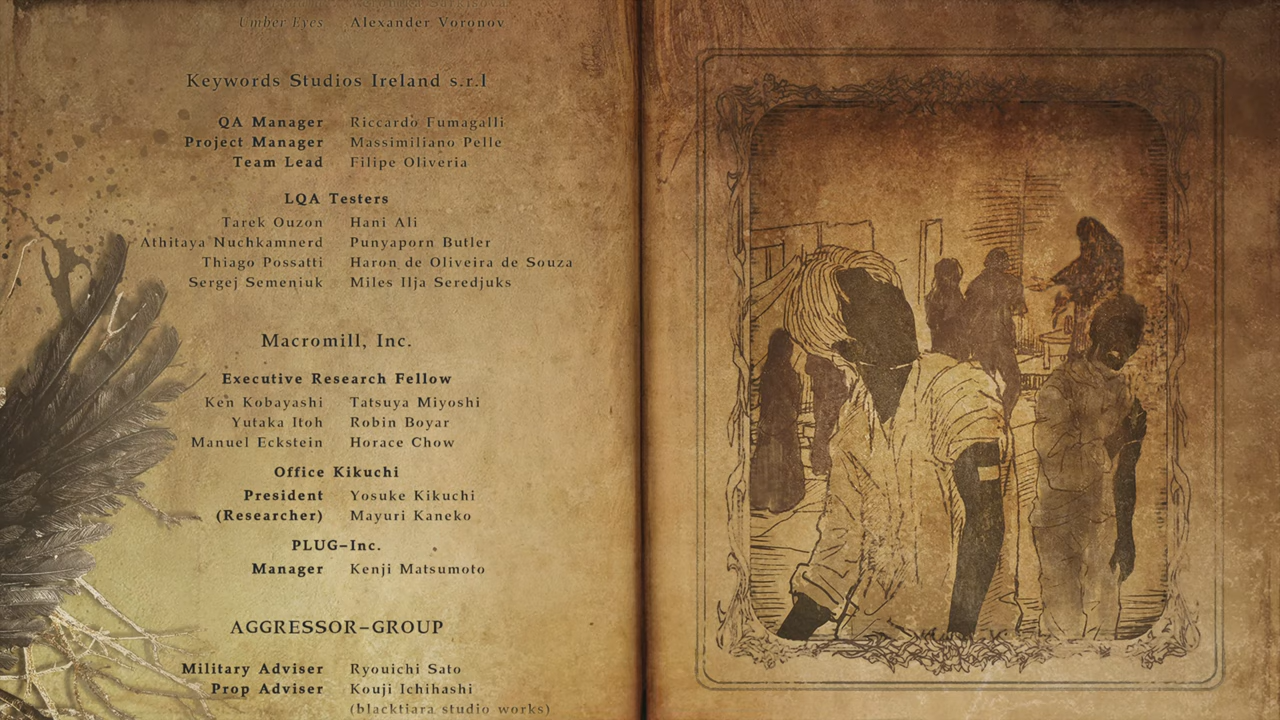 Umber Eyes Alexander Voronov
Keywords Studios Ireland s.r.l
QA Manager Riccardo Fumagalli
Project Manager Massimiliano Pelle
Team Lead Filipe Oliveria
LQA Testers
Tarek Ouzon Hani Ali
Athitaya Nuchkamnerd Punyaporn Butler
Thiago Possatti Haron de Oliveira de Souza
Sergej Semeniuk Miles Ilja Seredjuks
Macromill, Inc.
Executive Research Fellow
Ken Kobayashi Tatsuya Miyoshi
Yutaka Itoh Robin Boyar
Manuel Eckstein Horace Chow
Office Kikuchi
President Yosuke Kikuchi
(Researcher) Mayuri Kaneko
PLUG-Inc.
Manager Kenji Matsumoto
AGGRESSOR-GROUP
Military Adviser Ryouichi Sato
Prop Adviser Kouji Ichihashi
(blacktiara studio works)